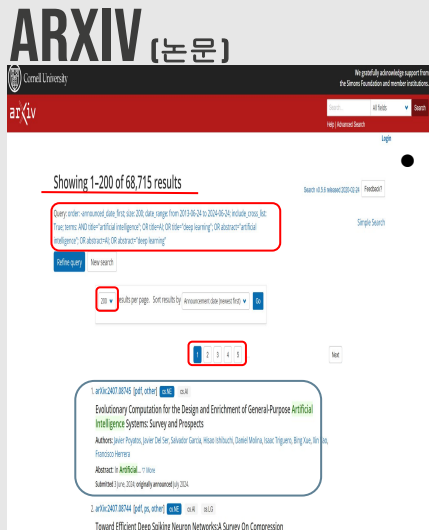 ARXIV (논문)
Cornell University
We gratefully acknowledge support from
the Simons Foundation and member institutions.
arXiv
Search...
All fields
Search
Help | Advanced Search
Login
Showing 1–200 of 68,715 results
Search v0.5.6 released 2020-02-24
Feedback?
Query: order: -announced_date_first; size: 200; date_range: from 2013-06-24 to 2024-06-24; include_cross_list:
True; terms: AND title="artificial intelligence"; OR title=AI; OR title="deep learning"; OR abstract="artificial
intelligence"; OR abstract=AI; OR abstract="deep learning"
Simple Search
Refine query
New search
200
results per page.
Sort results by
Announcement date (newest first)
Go
1 2 3 4 5
Next
1. arXiv:2407.08745 [pdf, other] cs.NE cs.AI
Evolutionary Computation for the Design and Enrichment of General-Purpose Artificial
Intelligence Systems: Survey and Prospects
Authors: Javier Poyatos, Javier Del Ser, Salvador Garcia, Hisao Ishibuchi, Daniel Molina, Isaac Triguero, Bing Xue, Xin Yao,
Francisco Herrera
Abstract: In Artificial... ▽ More
Submitted 3 June, 2024; originally announced July 2024.
2. arXiv:2407.08744 [pdf, ps, other] cs.NE cs.AI cs.LG
Toward Efficient Deep Spiking Neuron Networks:A Survey On Compression